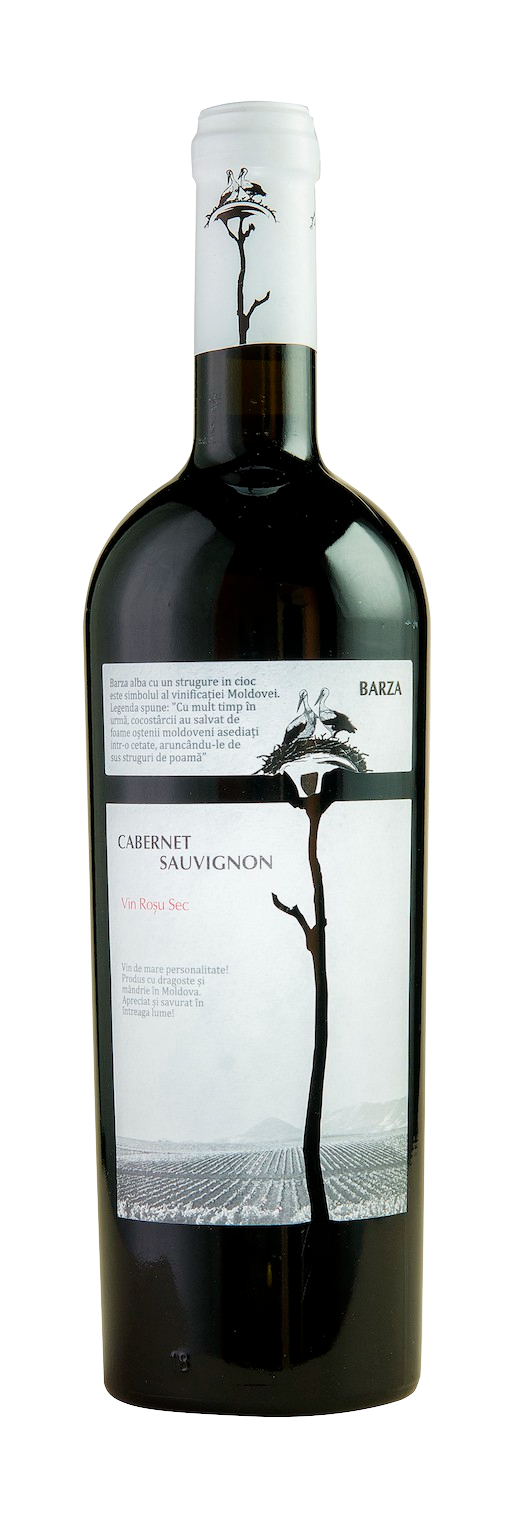 Barza alba cu un strugure in cioc
este simbolul al vinificației Moldovei.
Legenda spune: "Cu mult timp în
urmă, cocostârcii au salvat de
foame oștenii moldoveni asediați
într-o cetate, aruncându-le de
sus struguri de poamă"
BARZA
CABERNET
SAUVIGNON
Vin Roșu Sec
Vin de mare personalitate!
Produs cu dragoste și
mândrie în Moldova.
Apreciat și savurat în
întreaga lume!